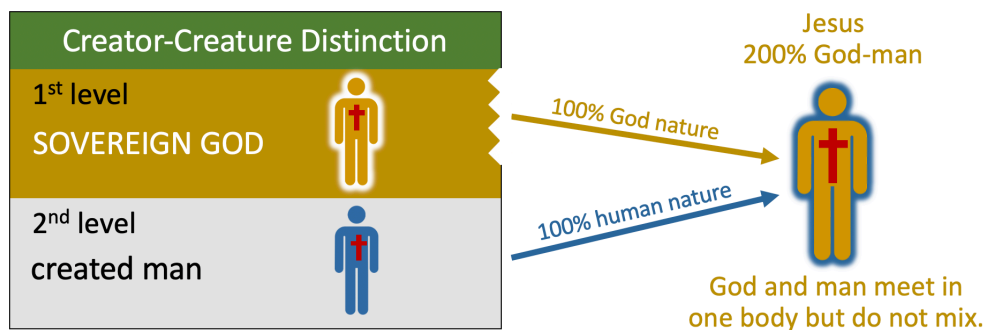 Creator-Creature Distinction
1st level
SOVEREIGN GOD
2nd level
created man
100% God nature
100% human nature
Jesus
200% God-man
God and man meet in
one body but do not mix.